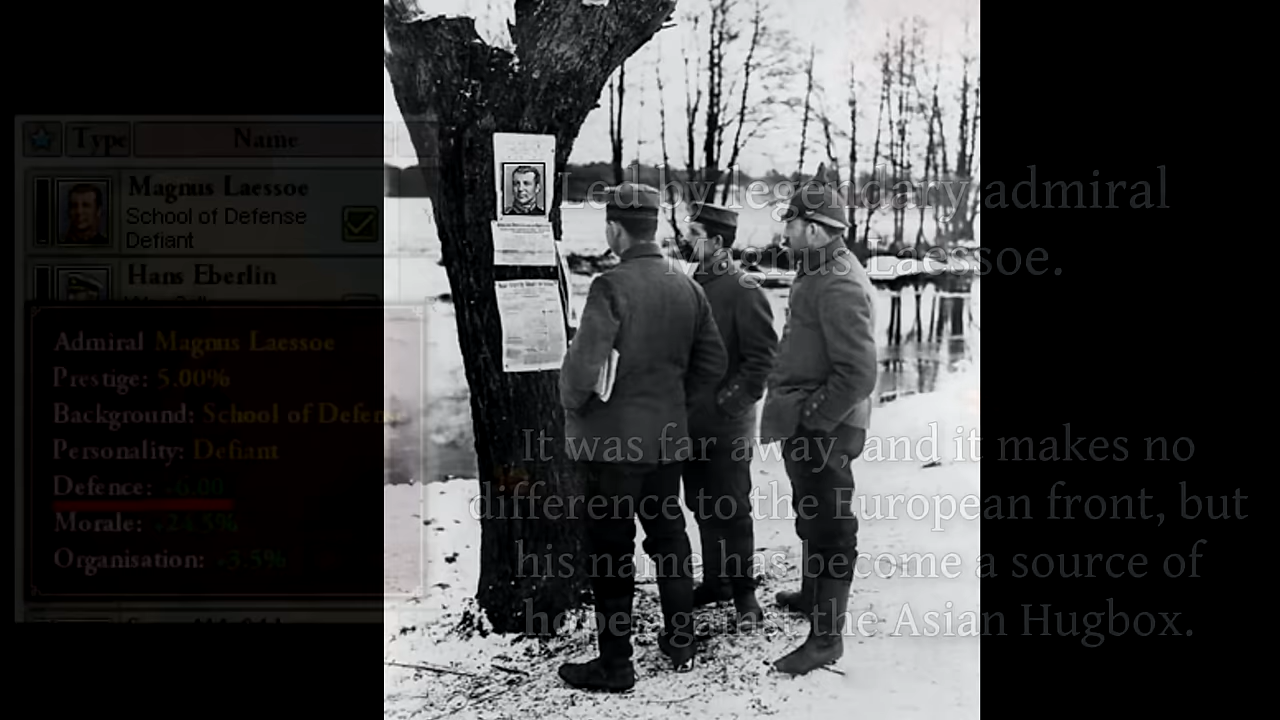 Type Name
Magnus Laessoe
School of Defense
Defiant
Hans Eberlin
Admiral Magnus Laessoe
Prestige: 5.00%
Background: School of Defense
Personality: Defiant
Defence: +6.00
Morale: +24.5%
Organisation: +3.5%
Led by legendary admiral
Magnus Laessoe.
It was far away, and it makes no
difference to the European front, but
his name has become a source of
hope against the Asian Hugbox.